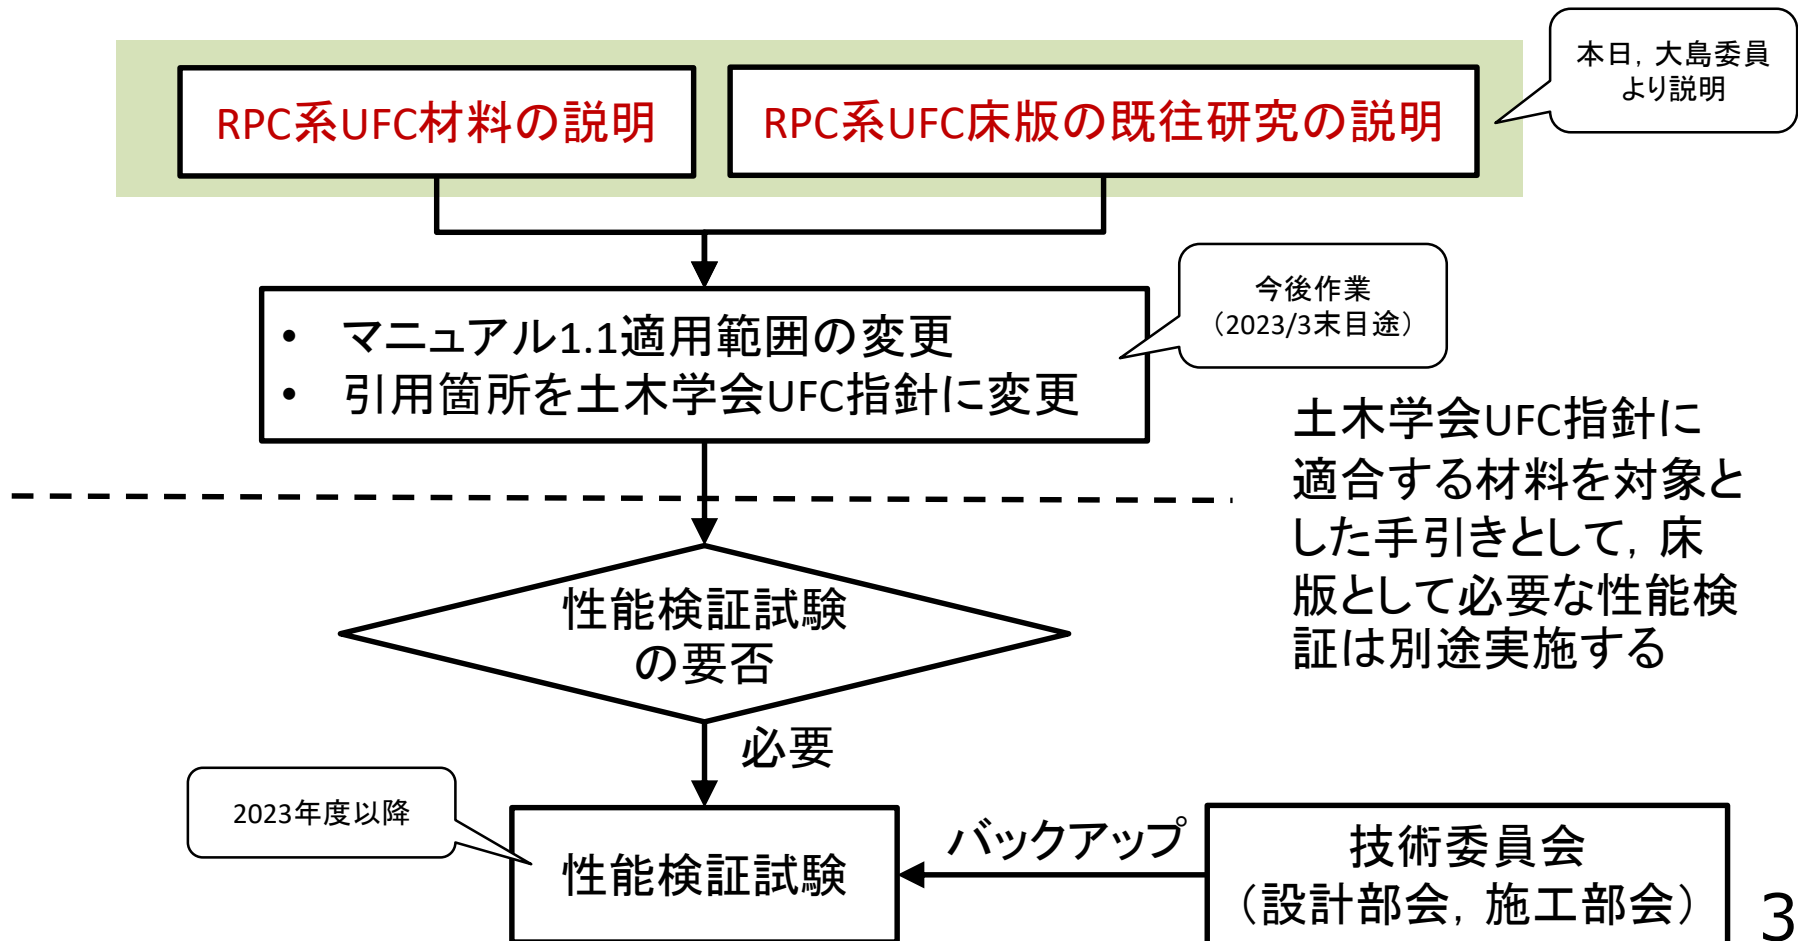 本日，大島委員
より説明
RPC系UFC材料の説明
RPC系UFC床版の既往研究の説明
今後作業
（2023/3末目途）
• マニュアル1.1適用範囲の変更
• 引用箇所を土木学会UFC指針に変更
土木学会UFC指針に
適合する材料を対象と
した手引きとして，床
版として必要な性能検
証は別途実施する
性能検証試験
の要否
必要
2023年度以降
性能検証試験
バックアップ
技術委員会
（設計部会，施工部会）
3